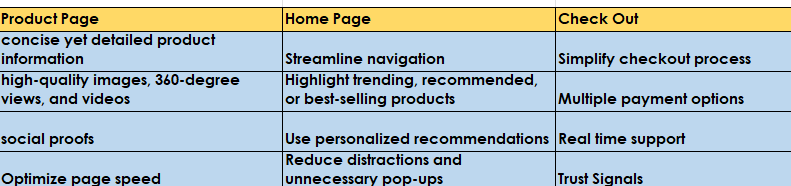 Product Page
Home Page
Check Out
concise yet detailed product
information
Streamline navigation
Simplify checkout process
high-quality images, 360-degree
views, and videos
Highlight trending, recommended,
or best-selling products
Multiple payment options
social proofs
Use personalized recommendations
Real time support
Optimize page speed
Reduce distractions and
unnecessary pop-ups
Trust Signals